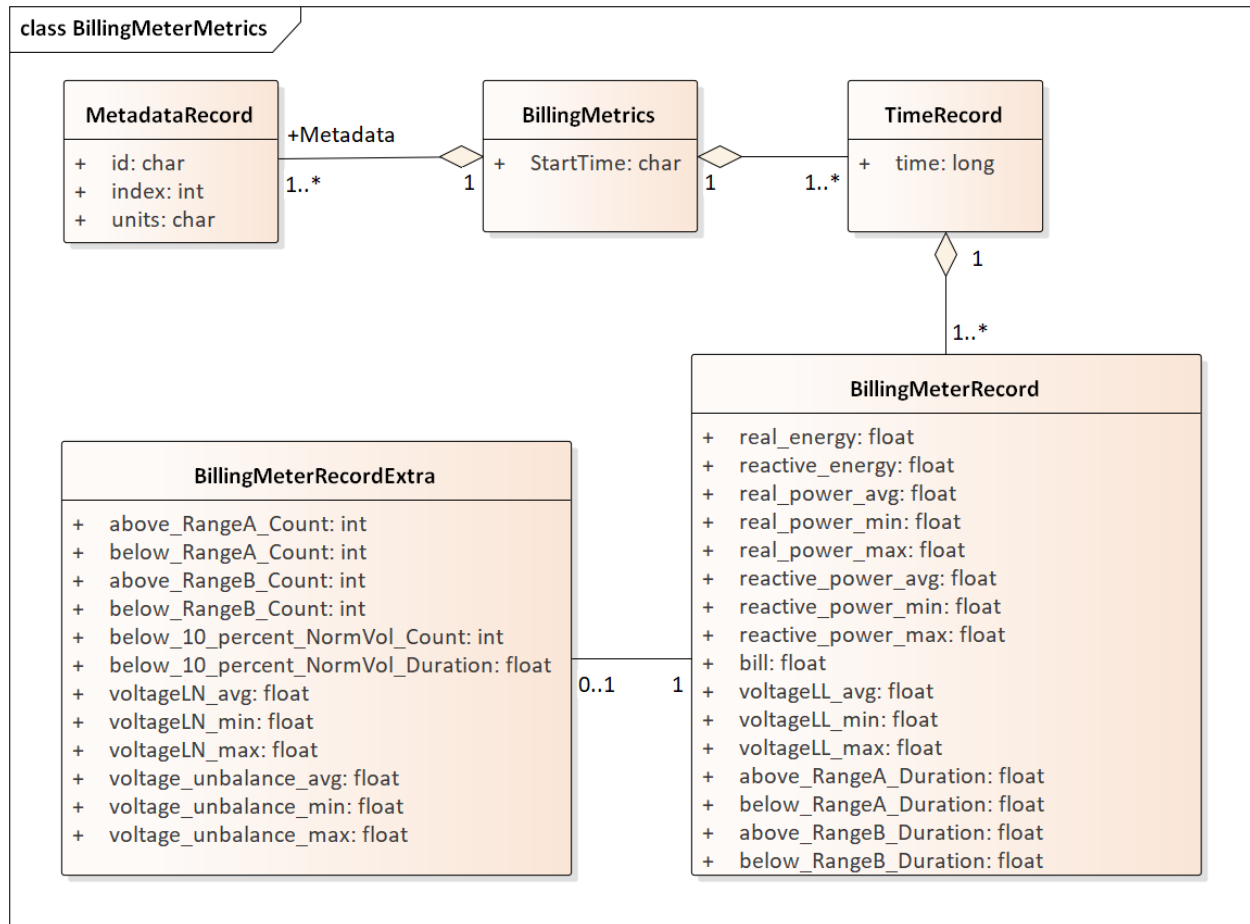 class BillingMeterMetrics
MetadataRecord
+ id: char
+ index: int
+ units: char
+Metadata
1..*
1
BillingMetrics
+ StartTime: char
1
1..*
TimeRecord
+ time: long
1
1..*
BillingMeterRecord
+ real_energy: float
+ reactive_energy: float
+ real_power_avg: float
+ real_power_min: float
+ real_power_max: float
+ reactive_power_avg: float
+ reactive_power_min: float
+ reactive_power_max: float
+ bill: float
+ voltageLL_avg: float
+ voltageLL_min: float
+ voltageLL_max: float
+ above_RangeA_Duration: float
+ below_RangeA_Duration: float
+ above_RangeB_Duration: float
+ below_RangeB_Duration: float
BillingMeterRecordExtra
+ above_RangeA_Count: int
+ below_RangeA_Count: int
+ above_RangeB_Count: int
+ below_RangeB_Count: int
+ below_10_percent_NormVol_Count: int
+ below_10_percent_NormVol_Duration: float
+ voltageLN_avg: float
+ voltageLN_min: float
+ voltageLN_max: float
+ voltage_unbalance_avg: float
+ voltage_unbalance_min: float
+ voltage_unbalance_max: float
0..1
1